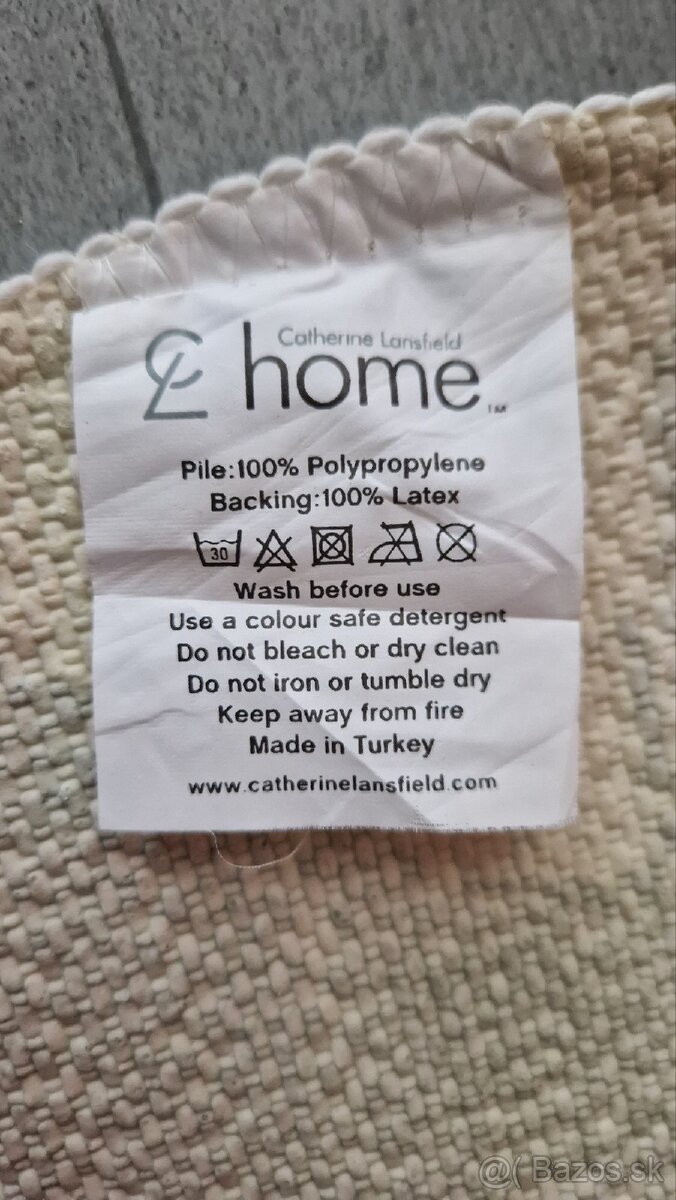 Catherine Lansfield
CL home™
Pile:100% Polypropylene
Backing:100% Latex
30
Wash before use
Use a colour safe detergent
Do not bleach or dry clean
Do not iron or tumble dry
Keep away from fire
Made in Turkey
www.catherinelansfield.com
@( Bazos.sk